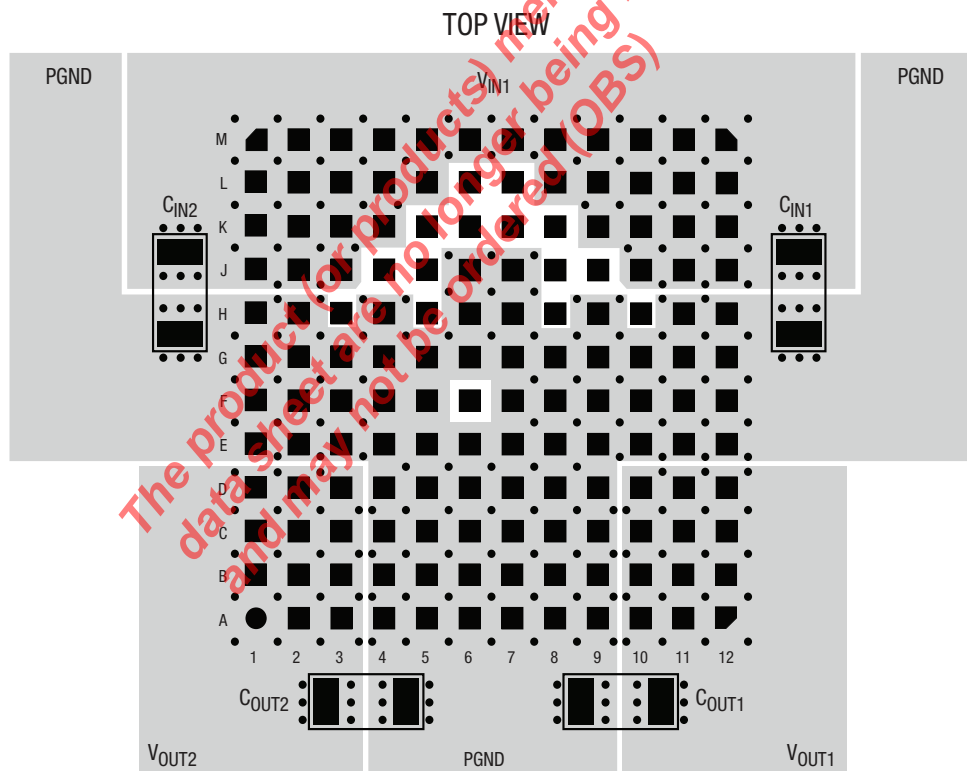 TOP VIEW
PGND
VIN1
PGND
M
L
K
J
H
G
F
E
D
C
B
A
CIN2
CIN1
1 2 3 4 5 6 7 8 9 10 11 12
COUT2
COUT1
VOUT2
PGND
VOUT1
The product (or products)
data sheet are no longer being
and may not be ordered (OBS)